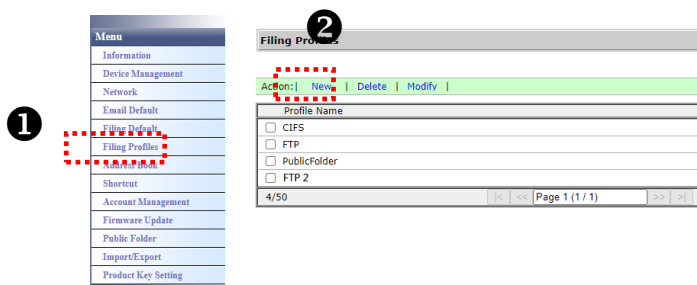 ❷
Menu
Filing Profiles
Information
Device Management
Action:| New | Delete | Modify |
Network
Profile Name
Email Default
❶
Filing Default
CIFS
Filing Profiles
FTP
Address Book
PublicFolder
Shortcut
FTP 2
Account Management
4/50
|< << Page 1 (1 / 1) >> >|
Firmware Update
Public Folder
Import/Export
Product Key Setting